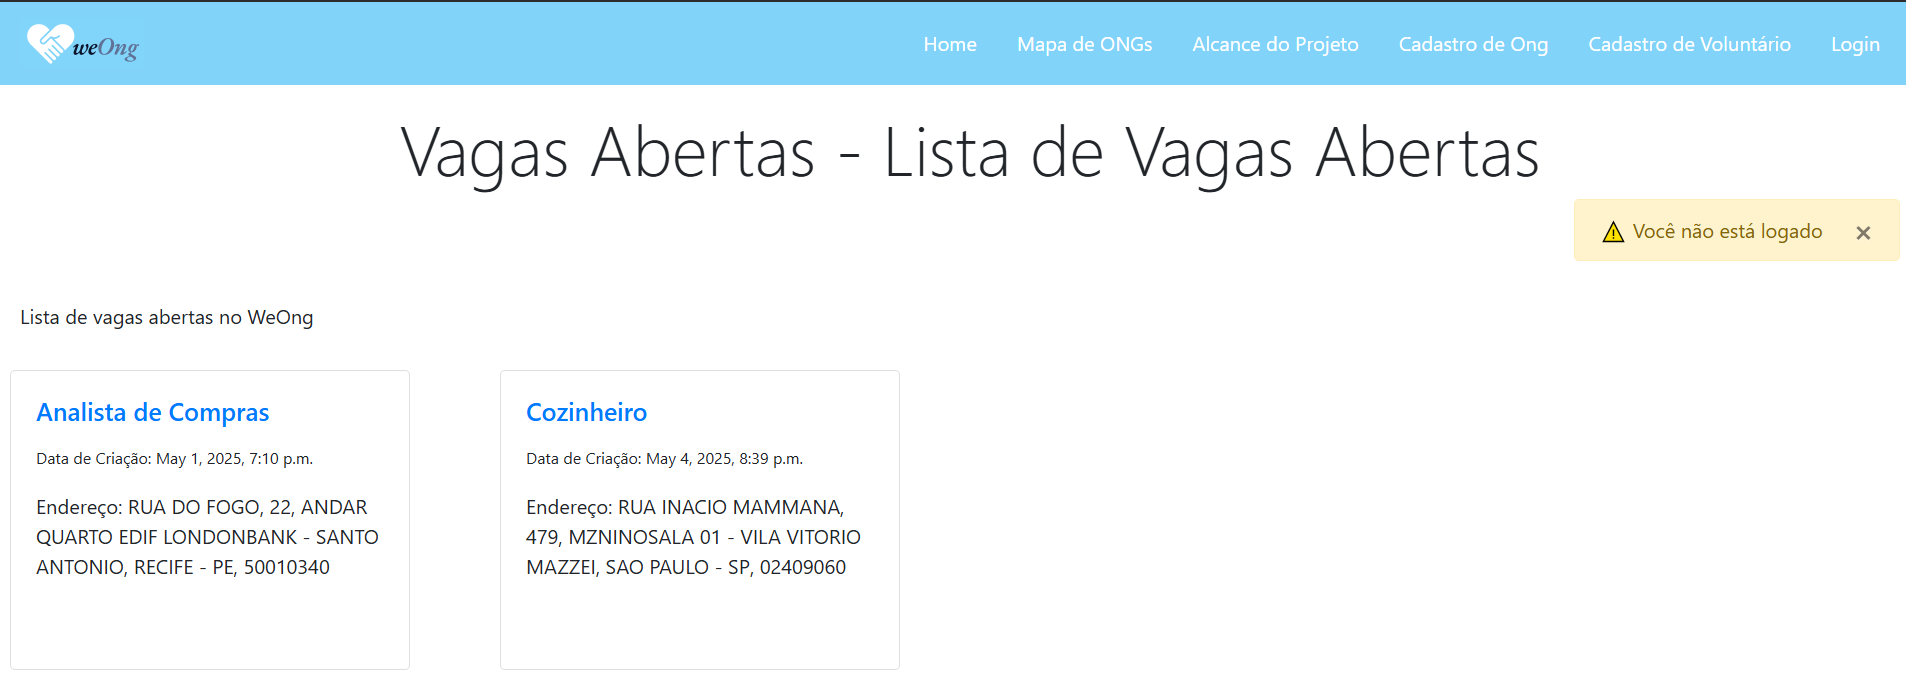 weOng
Home
Mapa de ONGs
Alcance do Projeto
Cadastro de Ong
Cadastro de Voluntário
Login
Vagas Abertas - Lista de Vagas Abertas
Você não está logado
×
Lista de vagas abertas no WeOng
Analista de Compras
Data de Criação: May 1, 2025, 7:10 p.m.
Endereço: RUA DO FOGO, 22, ANDAR
QUARTO EDIF LONDONBANK - SANTO
ANTONIO, RECIFE - PE, 50010340
Cozinheiro
Data de Criação: May 4, 2025, 8:39 p.m.
Endereço: RUA INACIO MAMMANA,
479, MZNINOSALA 01 - VILA VITORIO
MAZZEI, SAO PAULO - SP, 02409060